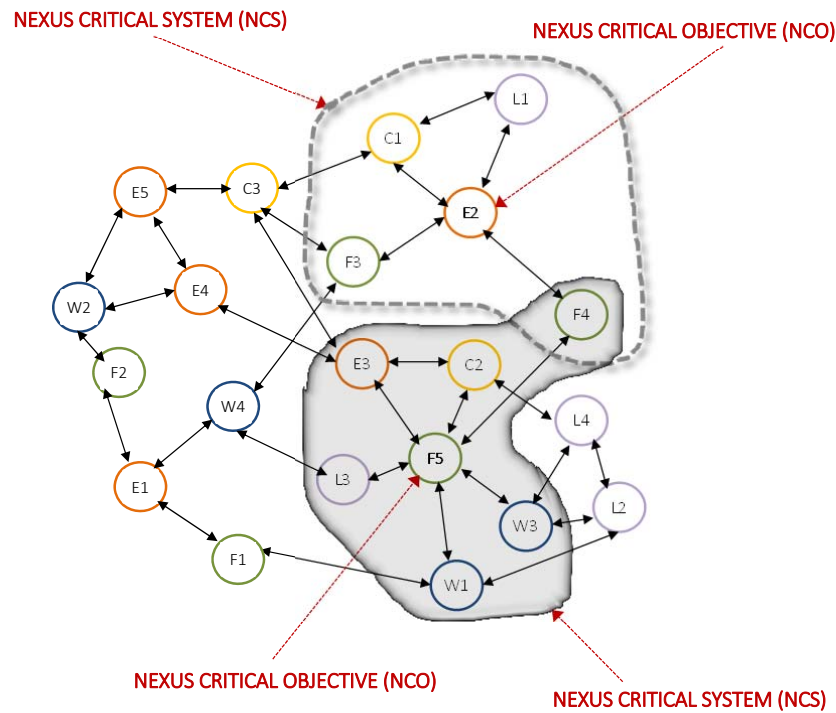 NEXUS CRITICAL SYSTEM (NCS)
NEXUS CRITICAL OBJECTIVE (NCO)
L1
C1
E5
C3
E2
F3
E4
W2
F4
E3
C2
F2
W4
L4
F5
L3
E1
L2
W3
F1
W1
NEXUS CRITICAL OBJECTIVE (NCO)
NEXUS CRITICAL SYSTEM (NCS)